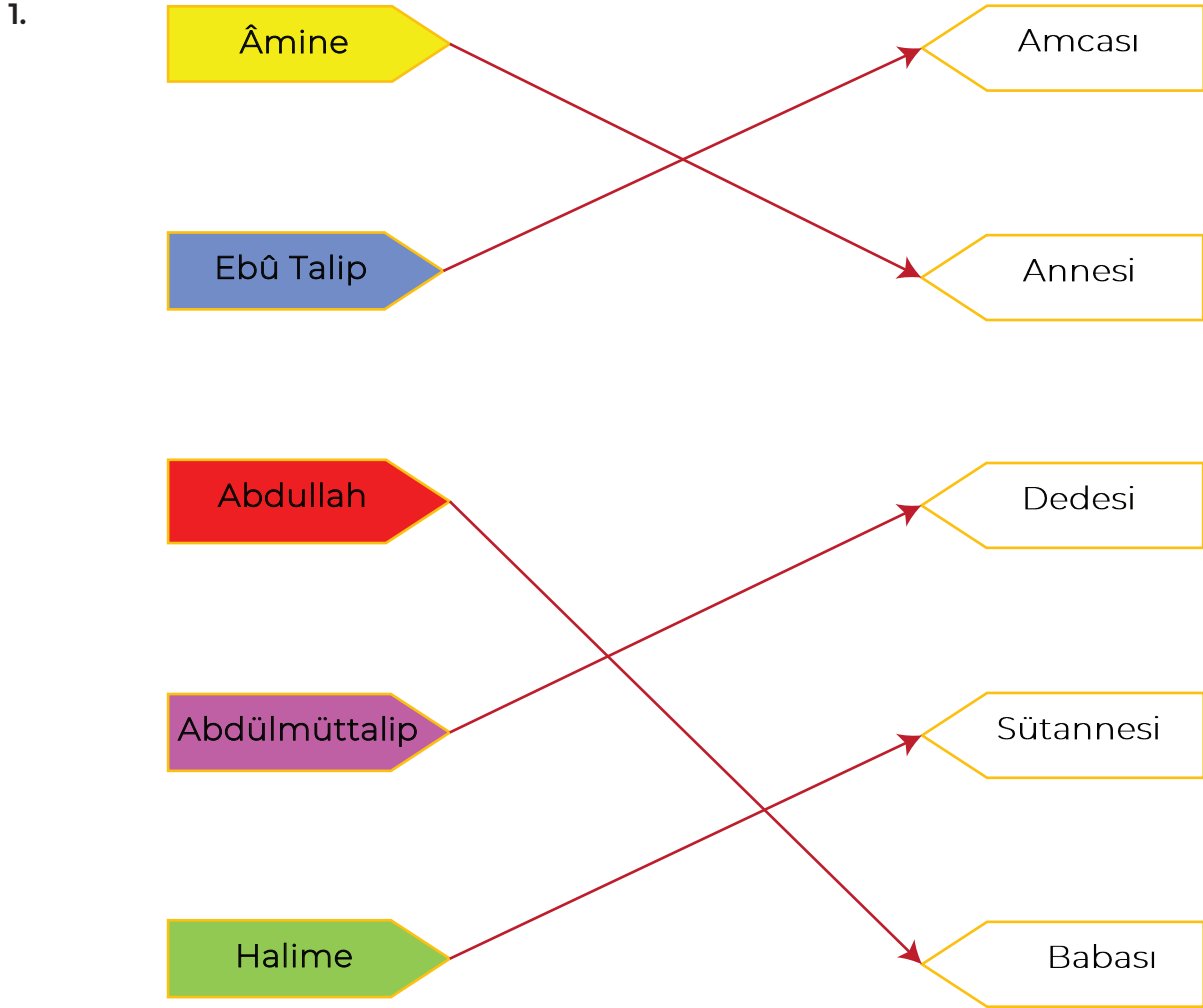 1.
Âmine
Amcası
Ebû Talip
Annesi
Abdullah
Dedesi
Abdülmüttalip
Sütannesi
Halime
Babası